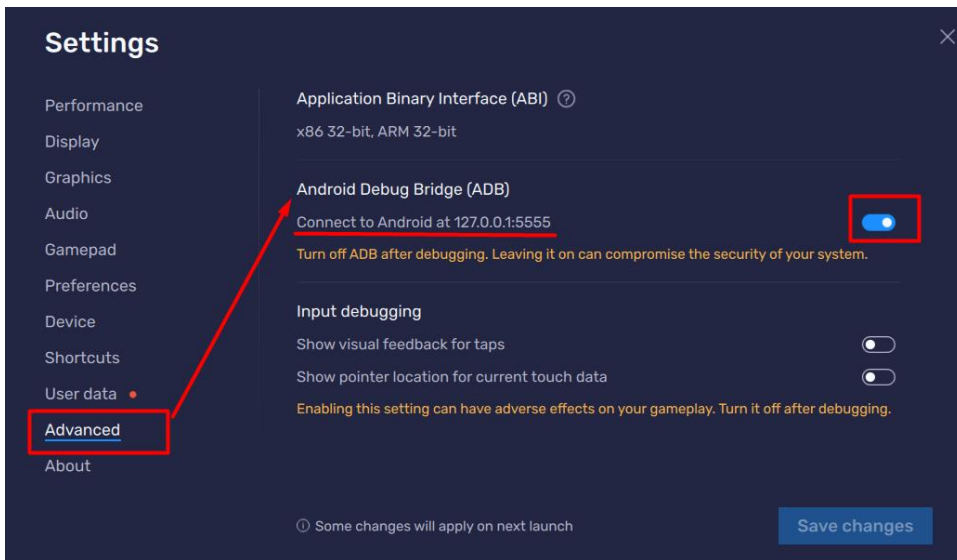 Settings
Performance
Display
Graphics
Audio
Gamepad
Preferences
Device
Shortcuts
User data
Advanced
About
Application Binary Interface (ABI) ?
x86 32-bit, ARM 32-bit
Android Debug Bridge (ADB)
Connect to Android at 127.0.0.1:5555
Turn off ADB after debugging. Leaving it on can compromise the security of your system.
Input debugging
Show visual feedback for taps
Show pointer location for current touch data
Enabling this setting can have adverse effects on your gameplay. Turn it off after debugging.
Some changes will apply on next launch
Save changes